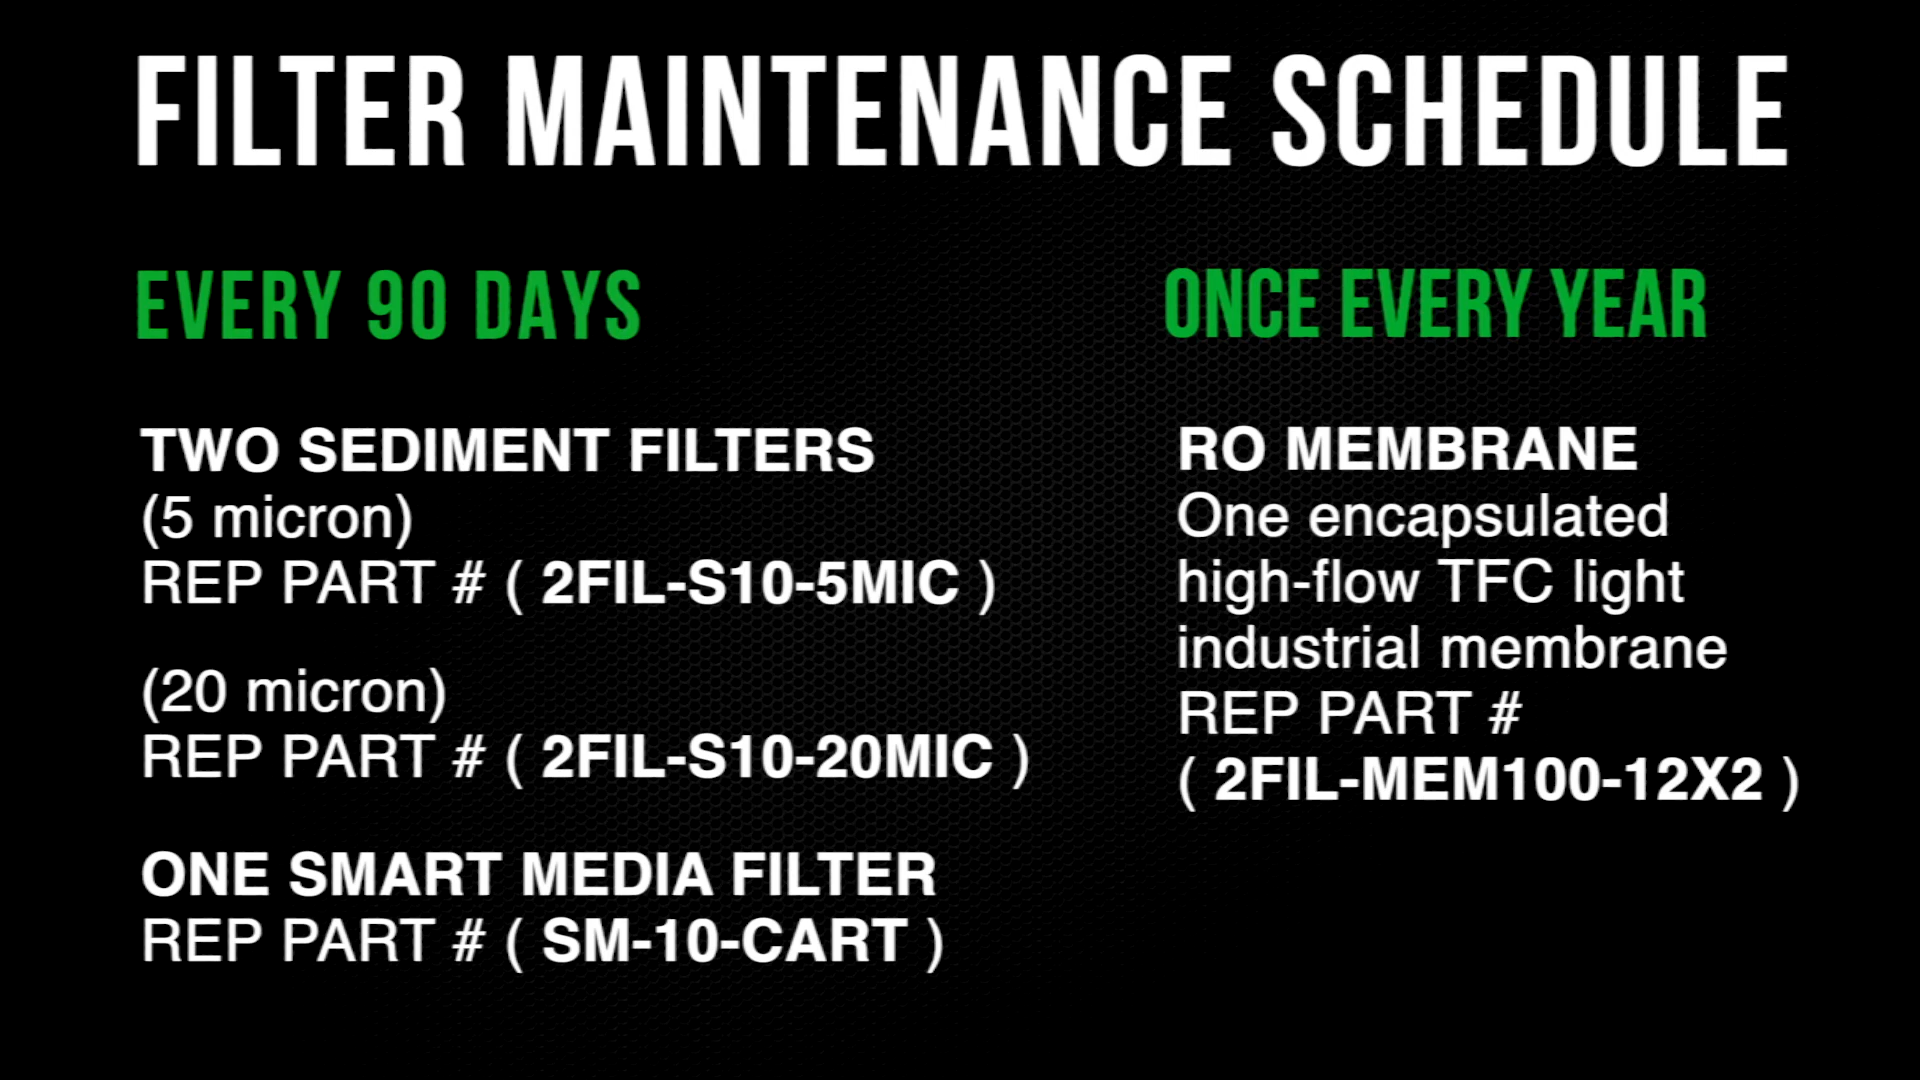 FILTER MAINTENANCE SCHEDULE
EVERY 90 DAYS
TWO SEDIMENT FILTERS
(5 micron)
REP PART # ( 2FIL-S10-5MIC )
(20 micron)
REP PART # ( 2FIL-S10-20MIC )
ONE SMART MEDIA FILTER
REP PART # ( SM-10-CART )
ONCE EVERY YEAR
RO MEMBRANE
One encapsulated
high-flow TFC light
industrial membrane
REP PART #
( 2FIL-MEM100-12X2 )